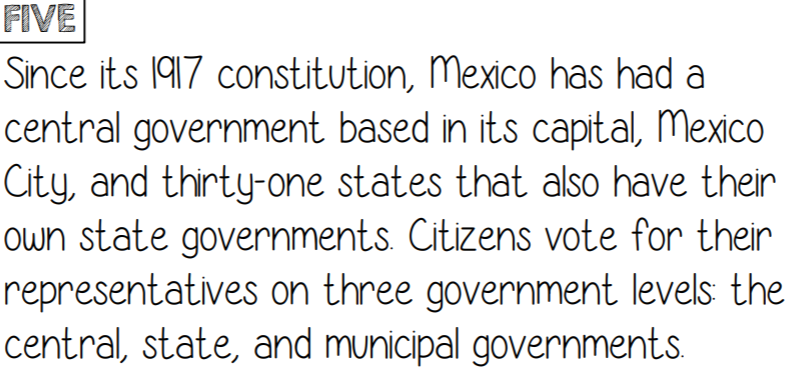 FIVE
Since its 1917 constitution, Mexico has had a
central government based in its capital, Mexico
City, and thirty-one states that also have their
own state governments. Citizens vote for their
representatives on three government levels: the
central, state, and municipal governments.